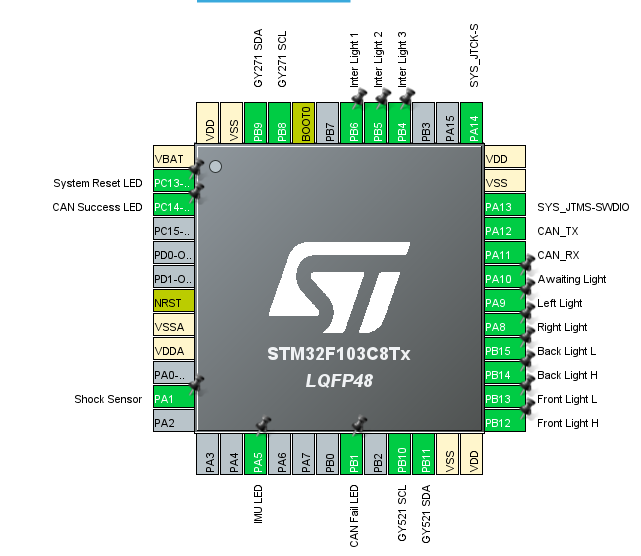 GY271 SDA
GY271 SCL
Inter Light 1
Inter Light 2
Inter Light 3
SYS_JTCK-S
VDD
VSS
PB9
PB8
BOOT0
PB7
PB6
PB5
PB4
PB3
PA15
PA14
VBAT
System Reset LED PC13-..
CAN Success LED PC14-..
PC15-..
PD0-O..
PD1-O..
NRST
VSSA
VDDA
PA0-..
Shock Sensor PA1
PA2
ST
STM32F103C8Tx
LQFP48
VDD
VSS
PA13 SYS_JTMS-SWDIO
PA12 CAN_TX
PA11 CAN_RX
PA10 Awaiting Light
PA9 Left Light
PA8 Right Light
PB15 Back Light L
PB14 Back Light H
PB13 Front Light L
PB12 Front Light H
PA3
PA4
PA5
PA6
PA7
PB0
PB1
PB2
PB10
PB11
VSS
VDD
IMU LED
CAN Fail LED
GY521 SCL
GY521 SDA